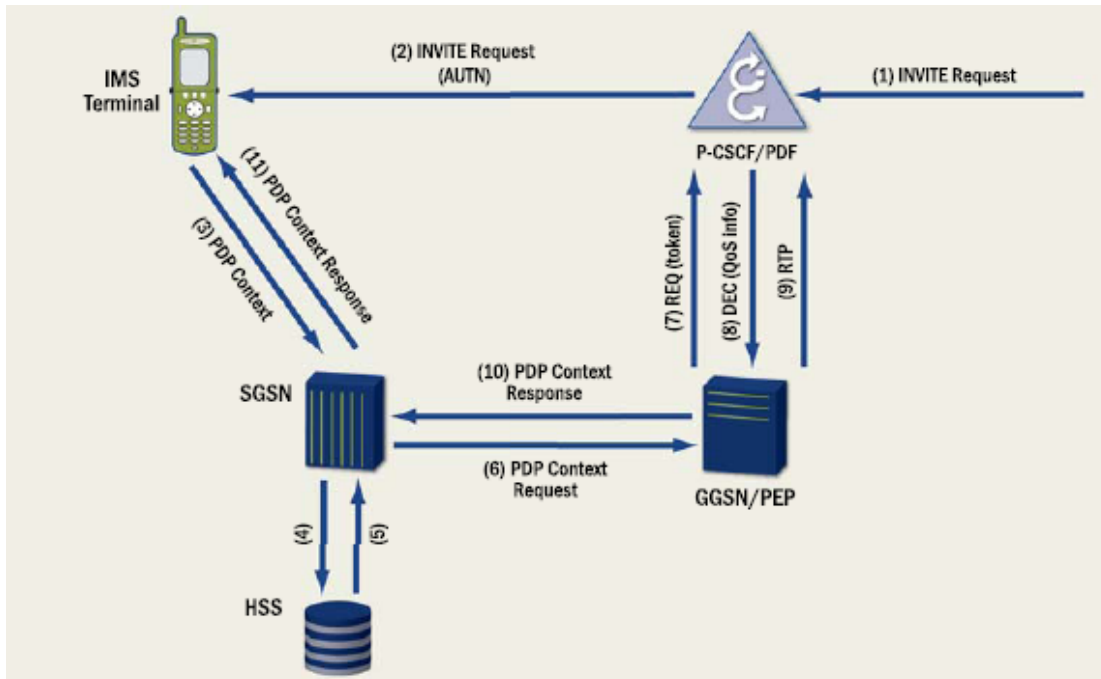 (2) INVITE Request
(AUTN)
(1) INVITE Request
IMS
Terminal
P-CSCF/PDF
(11) PDP Context Response
(3) PDP Context
(7) REQ (token)
(8) DEC (QoS info)
(9) RTP
SGSN
(10) PDP Context
Response
(6) PDP Context
Request
GGSN/PEP
(4)
(5)
HSS